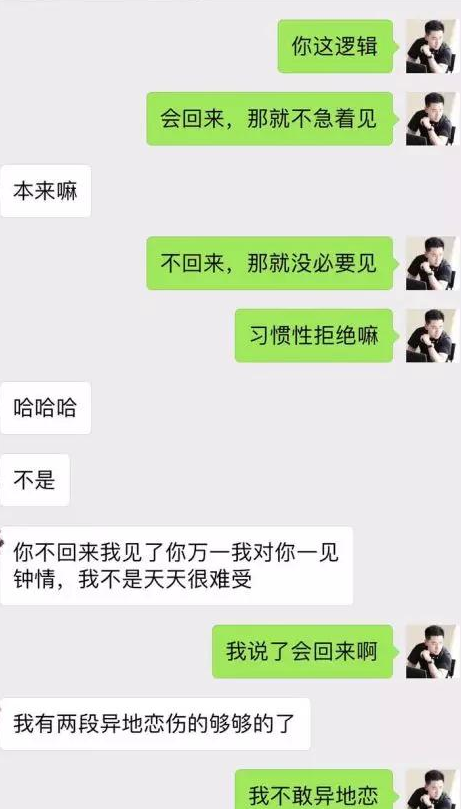 你这逻辑
会回来，那就不急着见
本来嘛
不回来，那就没必要见
习惯性拒绝嘛
哈哈哈
不是
你不回来我见了你万一我对你一见
钟情，我不是天天很难受
我说了会回来啊
我有两段异地恋伤的够够的了
我不敢异地恋